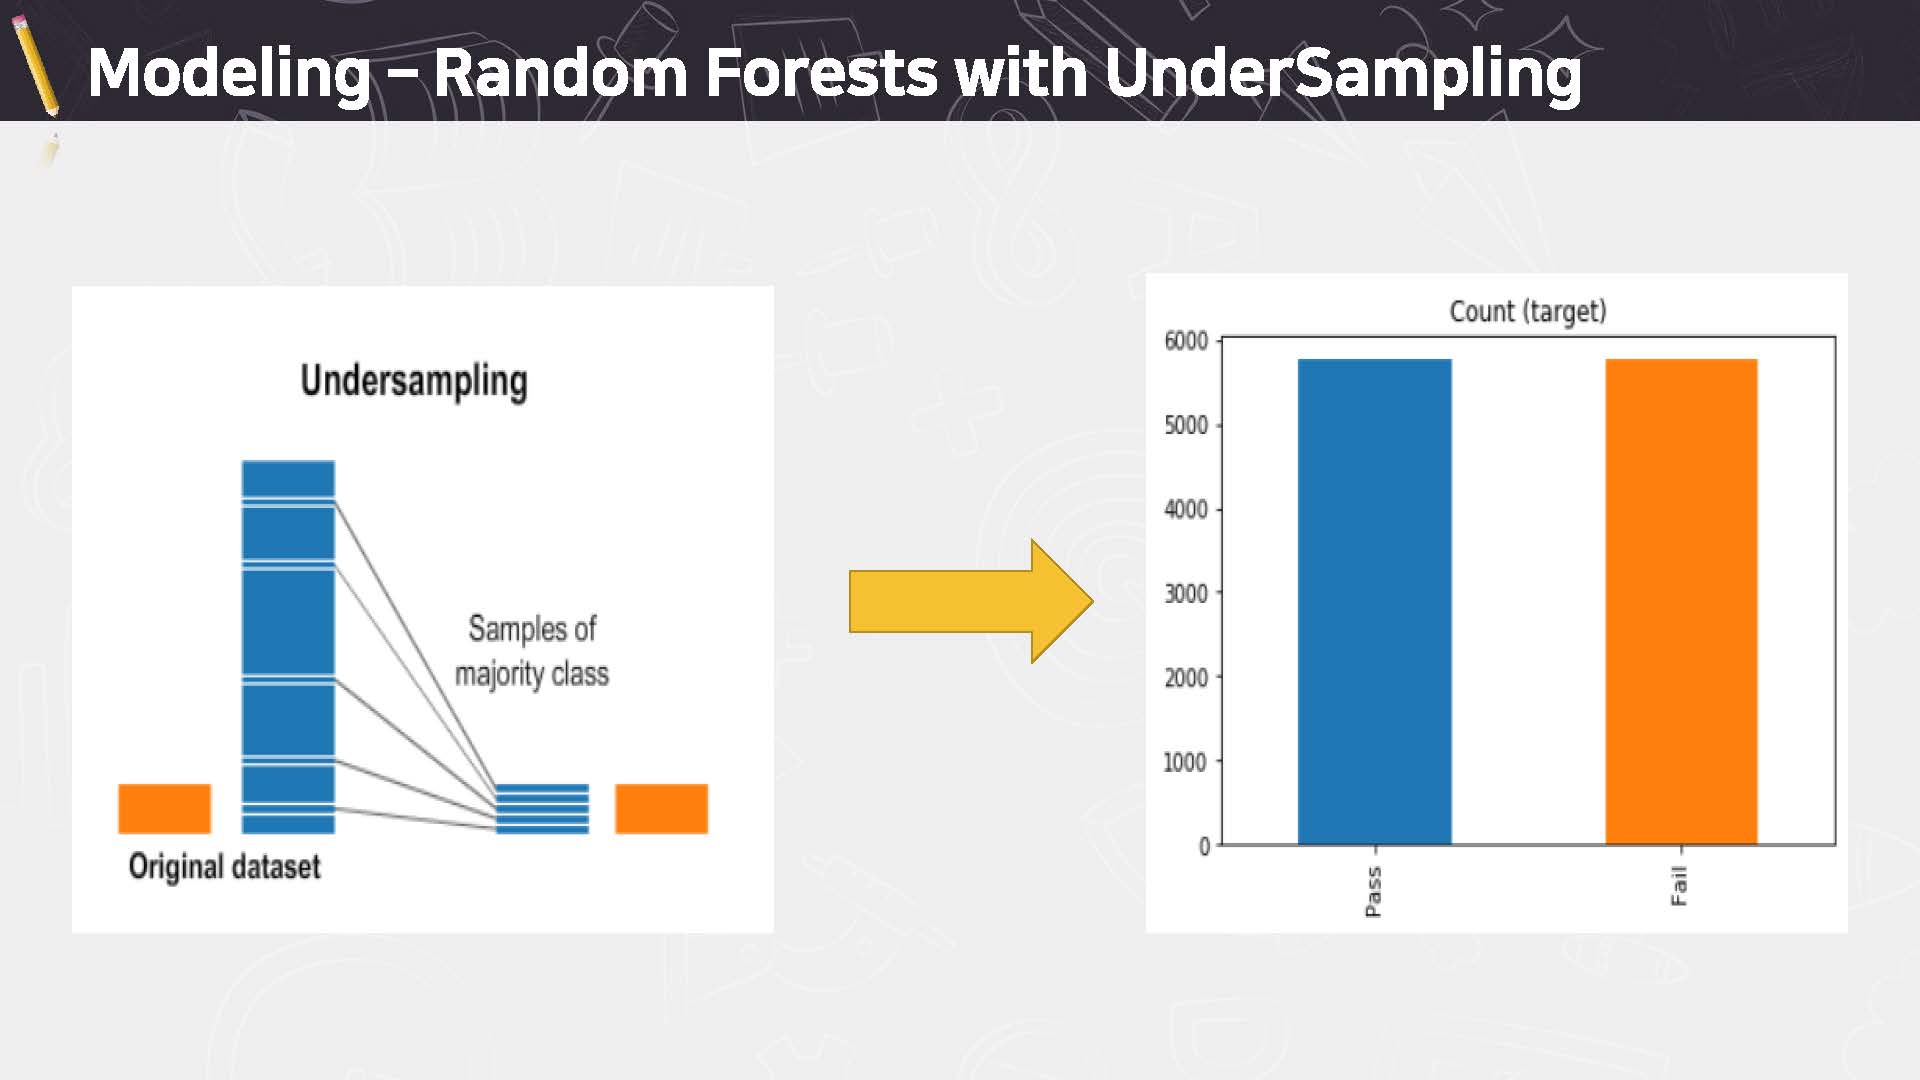 Modeling – Random Forests with UnderSampling
Undersampling
Samples of
majority class
Original dataset
Count (target)
6000
5000
4000
3000
2000
1000
0
Pass
Fail